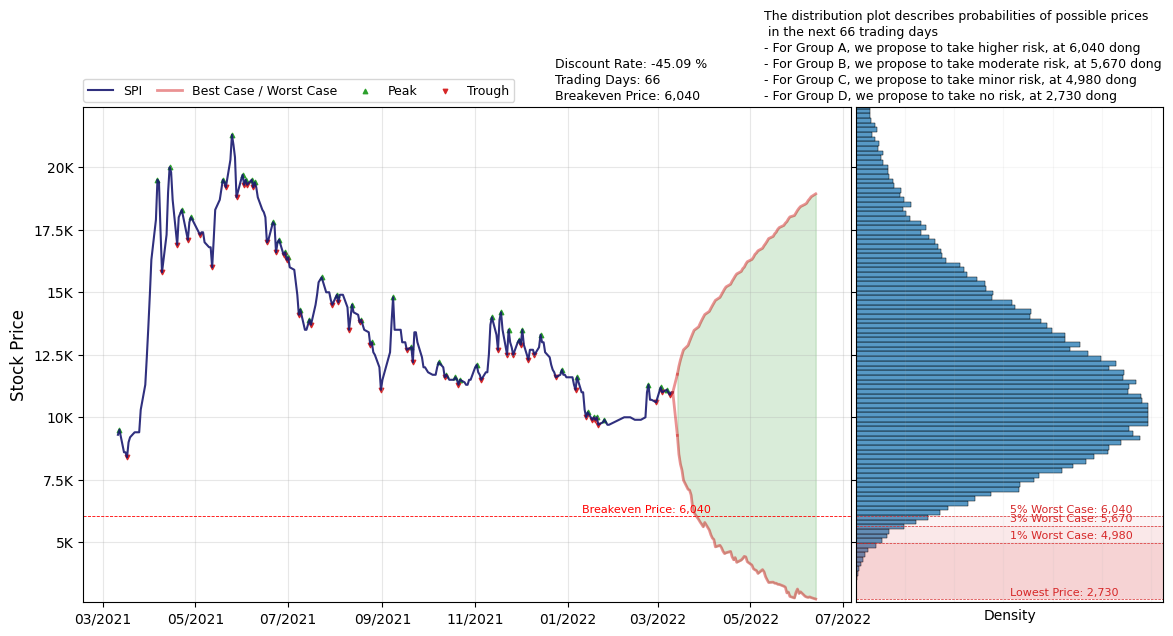 The distribution plot describes probabilities of possible prices
in the next 66 trading days
- For Group A, we propose to take higher risk, at 6,040 dong
- For Group B, we propose to take moderate risk, at 5,670 dong
- For Group C, we propose to take minor risk, at 4,980 dong
- For Group D, we propose to take no risk, at 2,730 dong
Discount Rate: -45.09 %
Trading Days: 66
Breakeven Price: 6,040
SPI Best Case / Worst Case Peak Trough
Stock Price
20K
17.5K
15K
12.5K
10K
7.5K
5K
Breakeven Price: 6,040
5% Worst Case: 6,040
3% Worst Case: 5,670
1% Worst Case: 4,980
Lowest Price: 2,730
03/2021 05/2021 07/2021 09/2021 11/2021 01/2022 03/2022 05/2022 07/2022
Density